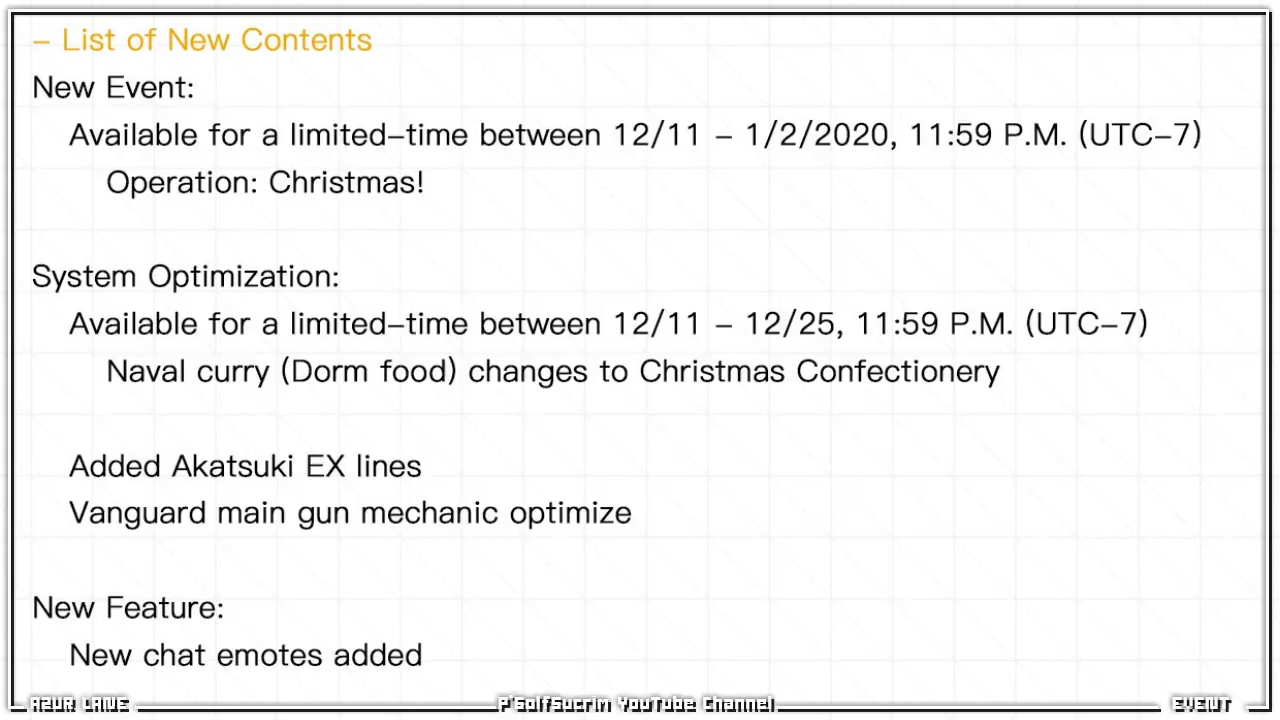 - List of New Contents
New Event:
Available for a limited-time between 12/11 - 1/2/2020, 11:59 P.M. (UTC-7)
Operation: Christmas!
System Optimization:
Available for a limited-time between 12/11 - 12/25, 11:59 P.M. (UTC-7)
Naval curry (Dorm food) changes to Christmas Confectionery
Added Akatsuki EX lines
Vanguard main gun mechanic optimize
New Feature:
New chat emotes added
AZUR LANE
P'SolfSucrim YouTube Channel
EVENT